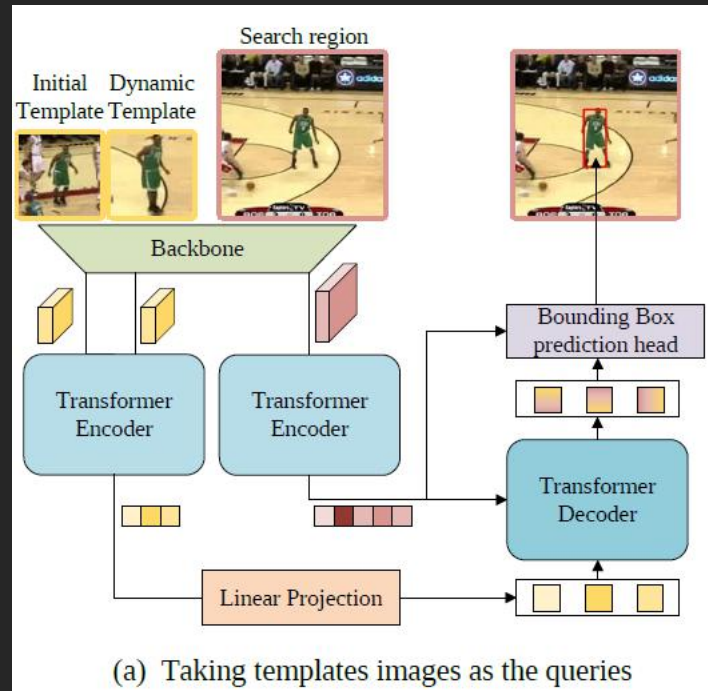 Search region
Initial
Template
Dynamic
Template
adidas
Backbone
Bounding Box
prediction head
Transformer
Encoder
Transformer
Encoder
Transformer
Decoder
Linear Projection
(a) Taking templates images as the queries